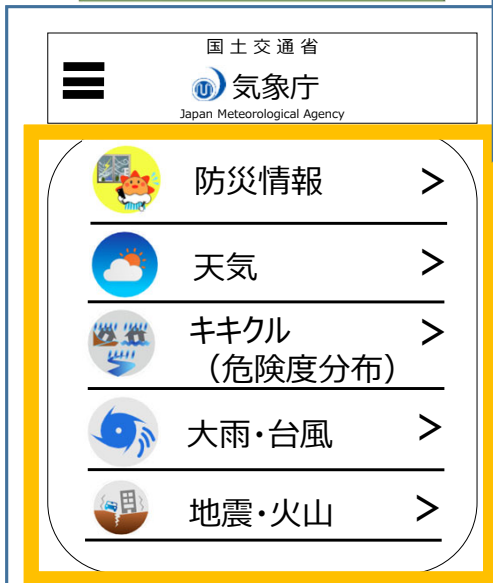 国土交通省
気象庁
Japan Meteorological Agency
防災情報 >
天気 >
キキクル >
（危険度分布）
大雨・台風 >
地震・火山 >